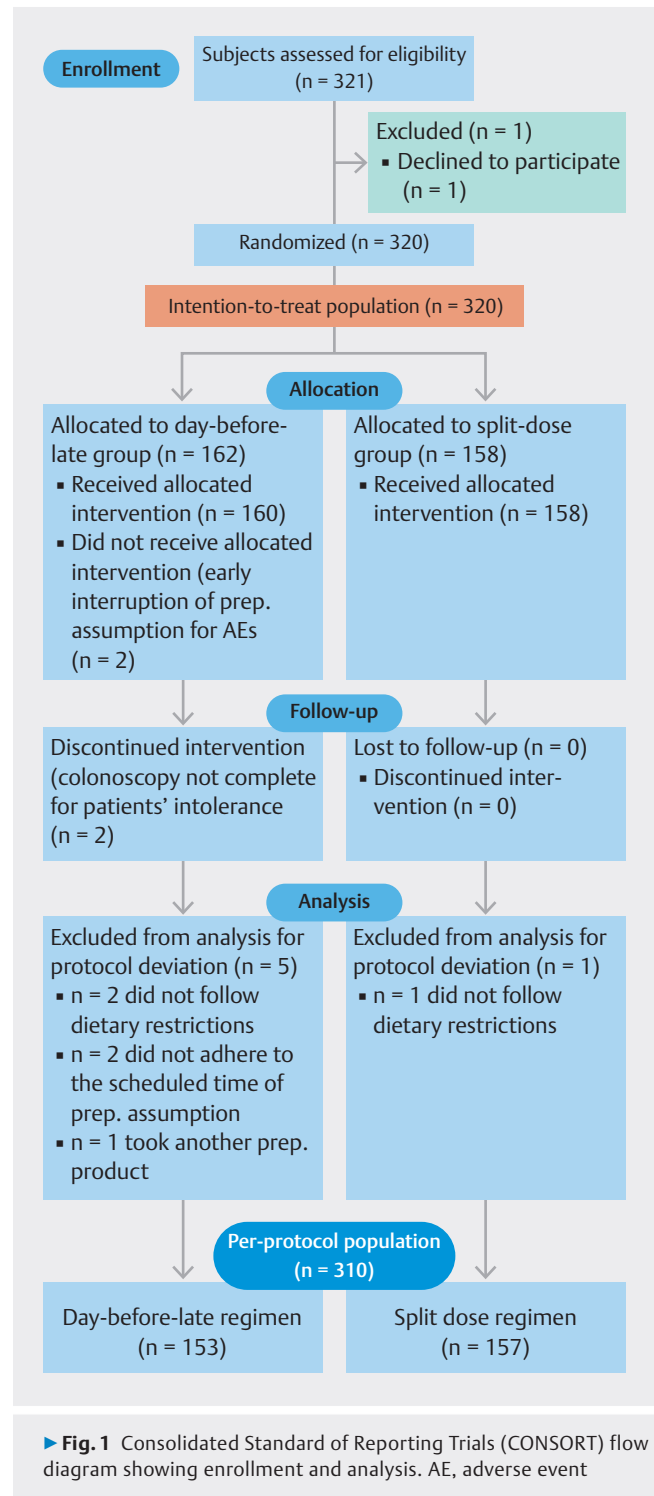 Enrollment
Subjects assessed for eligibility
(n = 321)
Excluded (n = 1)
▪ Declined to participate
(n = 1)
Randomized (n = 320)
Intention-to-treat population (n = 320)
Allocation
Allocated to day-before-
late group (n = 162)
▪ Received allocated
intervention (n = 160)
▪ Did not receive allocated
intervention (early
interruption of prep.
assumption for AEs
(n = 2)
Allocated to split-dose
group (n = 158)
▪ Received allocated
intervention (n = 158)
Follow-up
Discontinued intervention
(colonoscopy not complete
for patients’ intolerance
(n = 2)
Lost to follow-up (n = 0)
▪ Discontinued inter-
vention (n = 0)
Analysis
Excluded from analysis for
protocol deviation (n = 5)
▪ n = 2 did not follow
dietary restrictions
▪ n = 2 did not adhere to
the scheduled time of
prep. assumption
▪ n = 1 took another prep.
product
Excluded from analysis for
protocol deviation (n = 1)
▪ n = 1 did not follow
dietary restrictions
Per-protocol population
(n = 310)
Day-before-late regimen
(n = 153)
Split dose regimen
(n = 157)
▶ Fig. 1 Consolidated Standard of Reporting Trials (CONSORT) flow
diagram showing enrollment and analysis. AE, adverse event